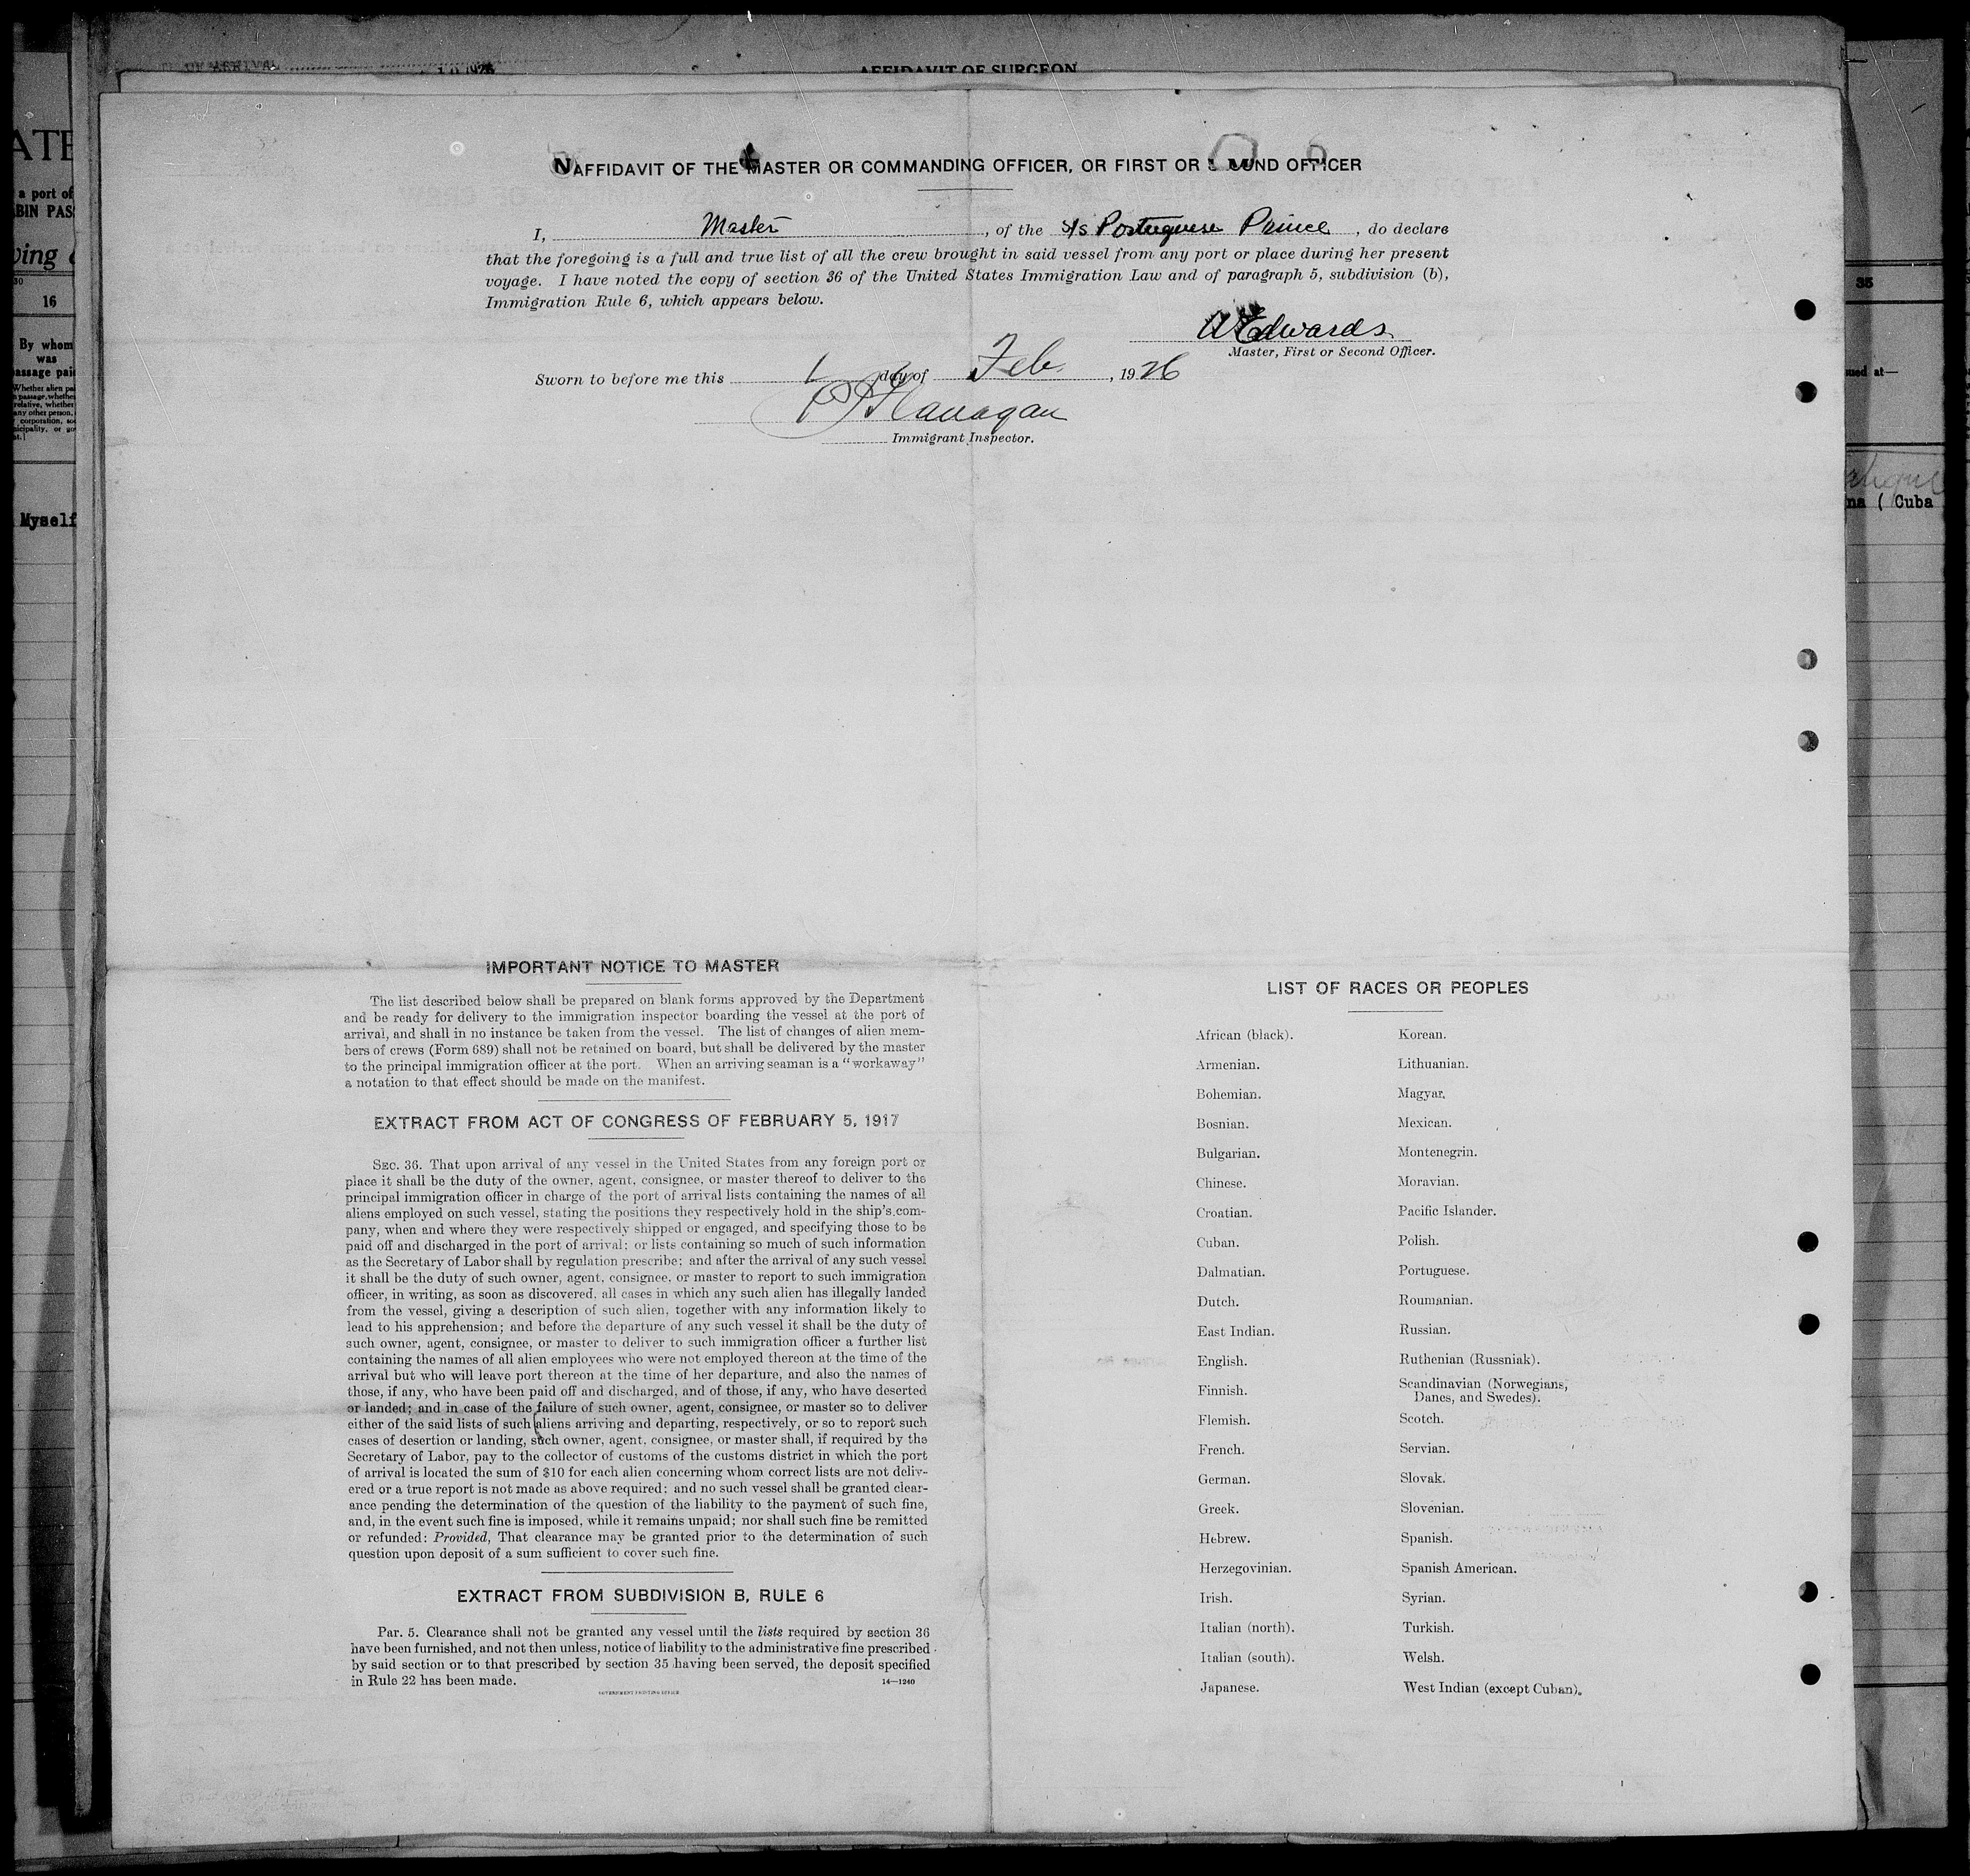 AFFIDAVIT OF SURGEON
AFFIDAVIT OF THE MASTER OR COMMANDING OFFICER, OR FIRST OR SECOND OFFICER
I, Master, of the S/s Portuguese Prince, do declare
that the foregoing is a full and true list of all the crew brought in said vessel from any port or place during her present
voyage. I have noted the copy of section 36 of the United States Immigration Law and of paragraph 5, subdivision (b),
Immigration Rule 6, which appears below.
Edwards
Master, First or Second Officer.
Sworn to before me this 1 day of Feb. , 1926
Flanagan
Immigrant Inspector.
IMPORTANT NOTICE TO MASTER
The list described below shall be prepared on blank forms approved by the Department
and be ready for delivery to the immigration inspector boarding the vessel at the port of
arrival, and shall in no instance be taken from the vessel. The list of changes of alien mem-
bers of crews (Form 689) shall not be retained on board, but shall be delivered by the master
to the principal immigration officer at the port. When an arriving seaman is a "workaway"
a notation to that effect should be made on the manifest.
EXTRACT FROM ACT OF CONGRESS OF FEBRUARY 5, 1917
SEC. 36. That upon arrival of any vessel in the United States from any foreign port or
place it shall be the duty of the owner, agent, consignee, or master thereof to deliver to the
principal immigration officer in charge of the port of arrival lists containing the names of all
aliens employed on such vessel, stating the positions they respectively hold in the ship's com-
pany, when and where they were respectively shipped or engaged, and specifying those to be
paid off and discharged in the port of arrival; or lists containing so much of such information
as the Secretary of Labor shall by regulation prescribe; and after the arrival of any such vessel
it shall be the duty of such owner, agent, consignee, or master to report to such immigration
officer, in writing, as soon as discovered, all cases in which any such alien has illegally landed
from the vessel, giving a description of such alien, together with any information likely to
lead to his apprehension; and before the departure of any such vessel it shall be the duty of
such owner, agent, consignee, or master to deliver to such immigration officer a further list
containing the names of all alien employees who were not employed thereon at the time of the
arrival but who will leave port thereon at the time of her departure, and also the names of
those, if any, who have been paid off and discharged, and of those, if any, who have deserted
or landed; and in case of the failure of such owner, agent, consignee, or master so to deliver
either of the said lists of such aliens arriving and departing, respectively, or so to report such
cases of desertion or landing, such owner, agent, consignee, or master shall, if required by the
Secretary of Labor, pay to the collector of customs of the customs district in which the port
of arrival is located the sum of $10 for each alien concerning whom correct lists are not deliv-
ered or a true report is not made as above required; and no such vessel shall be granted clear-
ance pending the determination of the question of the liability to the payment of such fine,
and, in the event such fine is imposed, while it remains unpaid; nor shall such fine be remitted
or refunded: Provided, That clearance may be granted prior to the determination of such
question upon deposit of a sum sufficient to cover such fine.
EXTRACT FROM SUBDIVISION B, RULE 6
Par. 5. Clearance shall not be granted any vessel until the lists required by section 36
have been furnished, and not then unless, notice of liability to the administrative fine prescribed
by said section or to that prescribed by section 35 having been served, the deposit specified
in Rule 22 has been made.
14—1240
GOVERNMENT PRINTING OFFICE
LIST OF RACES OR PEOPLES
African (black).
Armenian.
Bohemian.
Bosnian.
Bulgarian.
Chinese.
Croatian.
Cuban.
Dalmatian.
Dutch.
East Indian.
English.
Finnish.
Flemish.
French.
German.
Greek.
Hebrew.
Herzegovinian.
Irish.
Italian (north).
Italian (south).
Japanese.
Korean.
Lithuanian.
Magyar.
Mexican.
Montenegrin.
Moravian.
Pacific Islander.
Polish.
Portuguese.
Roumanian.
Russian.
Ruthenian (Russniak).
Scandinavian (Norwegians,
Danes, and Swedes).
Scotch.
Servian.
Slovak.
Slovenian.
Spanish.
Spanish American.
Syrian.
Turkish.
Welsh.
West Indian (except Cuban).
a port of
16
By whom
was
Myself
35
( Cuba